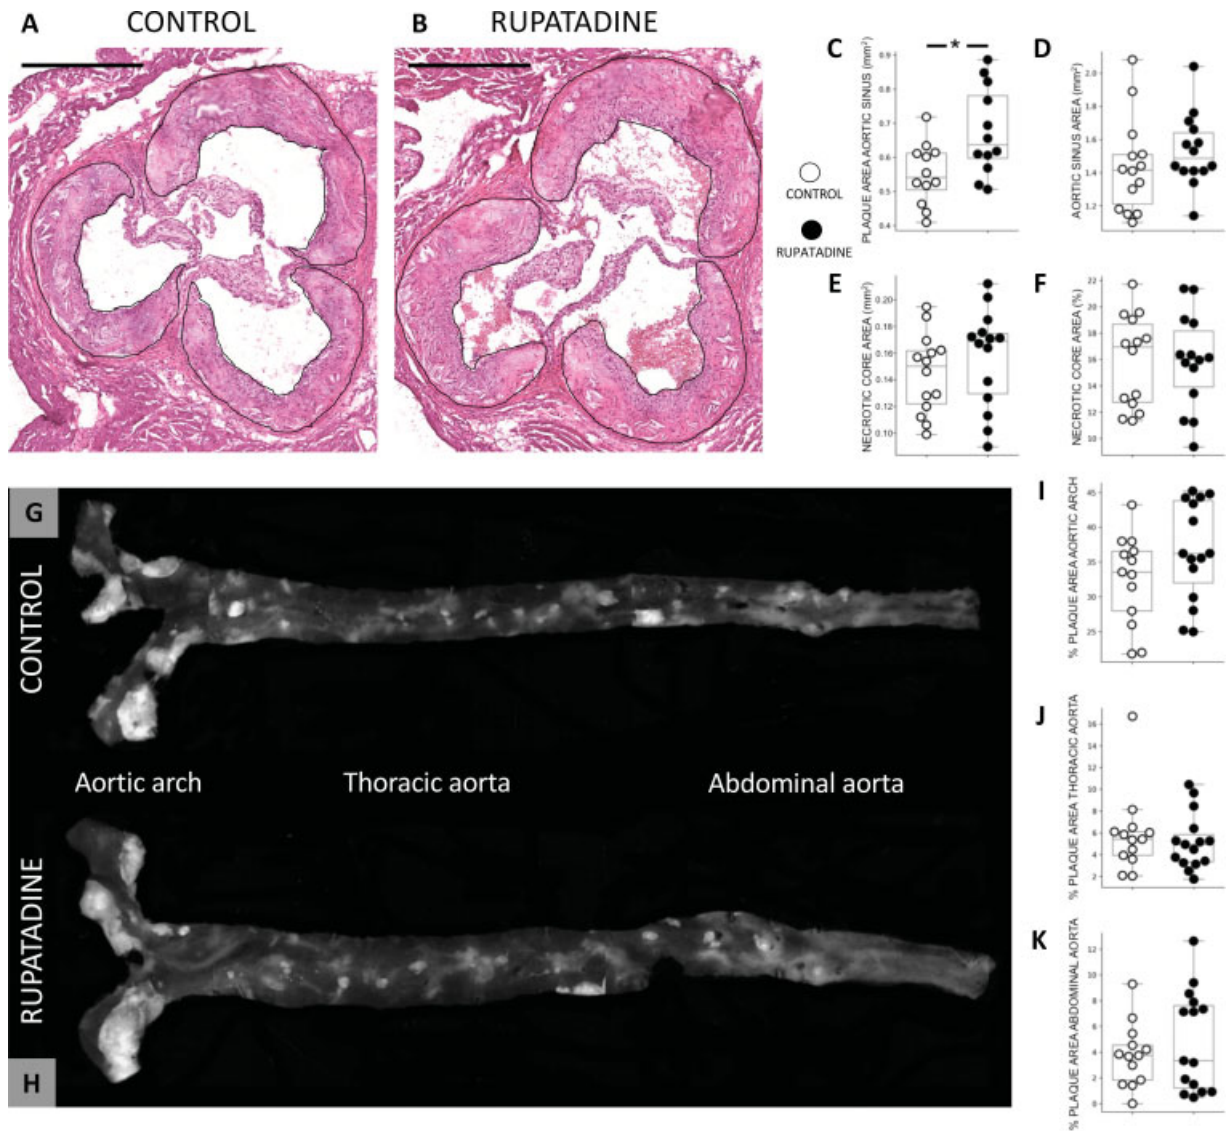 A
CONTROL
B
RUPATADINE
C
*
PLAQUE AREA AORTIC SINUS (mm²)
0.9
0.8
0.7
0.6
0.5
0.4
CONTROL
RUPATADINE
D
AORTIC SINUS AREA (mm²)
2.0
1.8
1.6
1.4
1.2
E
NECROTIC CORE AREA (mm²)
0.20
0.18
0.16
0.14
0.12
0.10
F
NECROTIC CORE AREA (%)
22
20
18
16
14
12
10
G
CONTROL
Aortic arch
Thoracic aorta
Abdominal aorta
RUPATADINE
H
I
% PLAQUE AREA AORTIC ARCH
45
40
35
30
25
J
% PLAQUE AREA THORACIC AORTA
16
14
12
10
8
6
4
2
K
% PLAQUE AREA ABDOMINAL AORTA
12
10
8
6
4
2
0